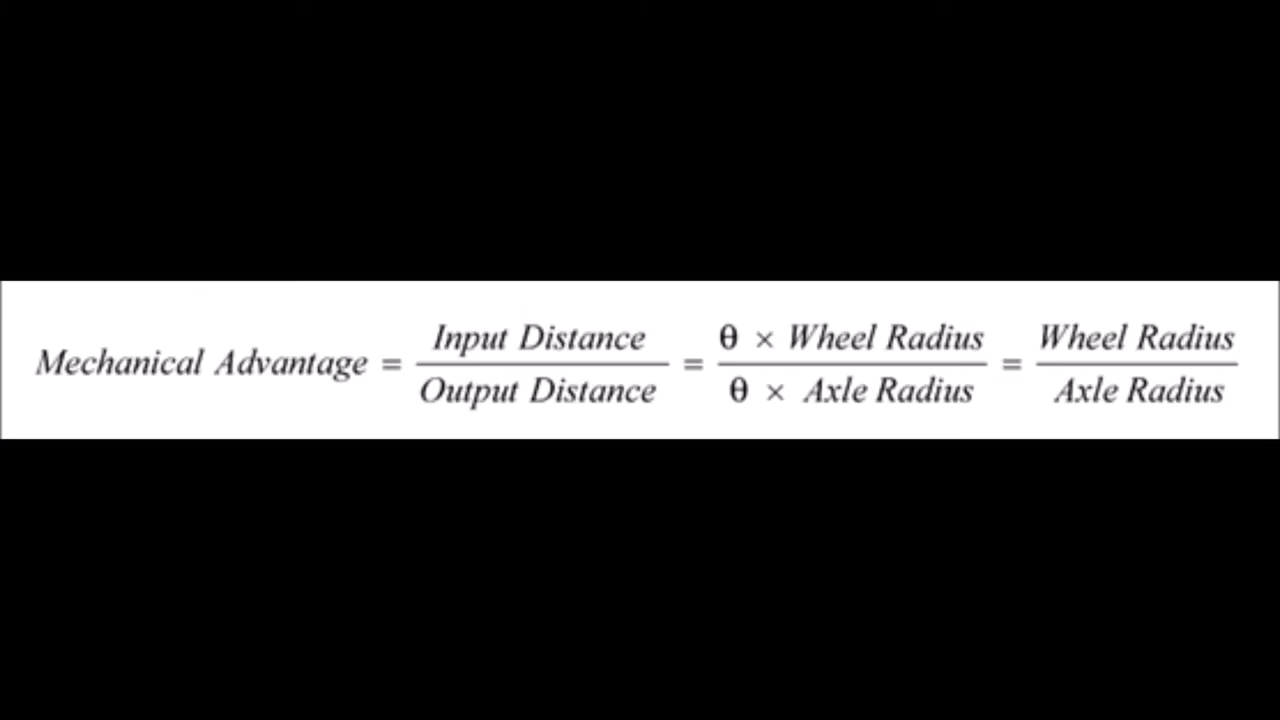 Mechanical Advantage = Input Distance / Output Distance = θ × Wheel Radius / θ × Axle Radius = Wheel Radius / Axle Radius